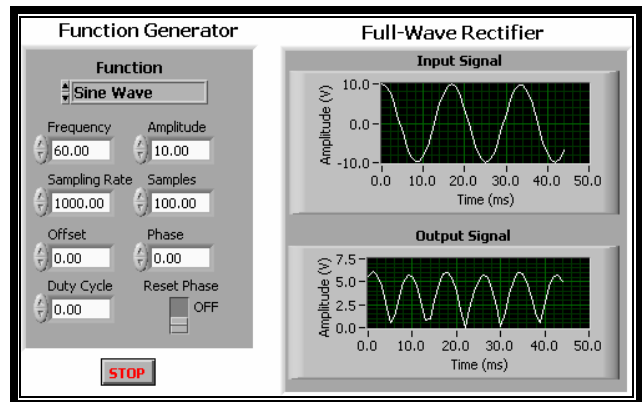 Function Generator
Function
Sine Wave
Frequency Amplitude
60.00 10.00
Sampling Rate Samples
1000.00 100.00
Offset Phase
0.00 0.00
Duty Cycle Reset Phase
0.00 OFF
STOP
Full-Wave Rectifier
Input Signal
Amplitude (V)
10.0
0.0
-10.0
0.0 10.0 20.0 30.0 40.0 50.0
Time (ms)
Output Signal
Amplitude (V)
7.5
5.0
2.5
0.0
0.0 10.0 20.0 30.0 40.0 50.0
Time (ms)